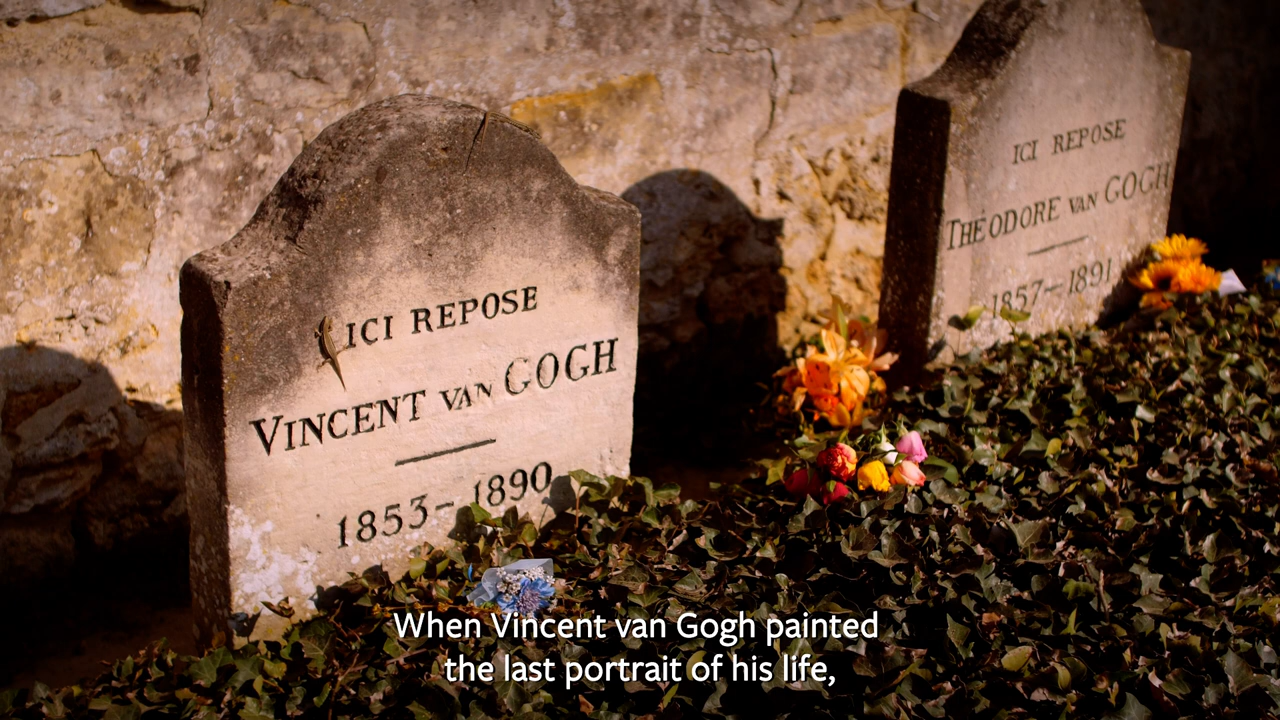 ICI REPOSE
VINCENT VAN GOGH
1853-1890
ICI REPOSE
THÉODORE VAN GOGH
1857-1891
When Vincent van Gogh painted
the last portrait of his life,